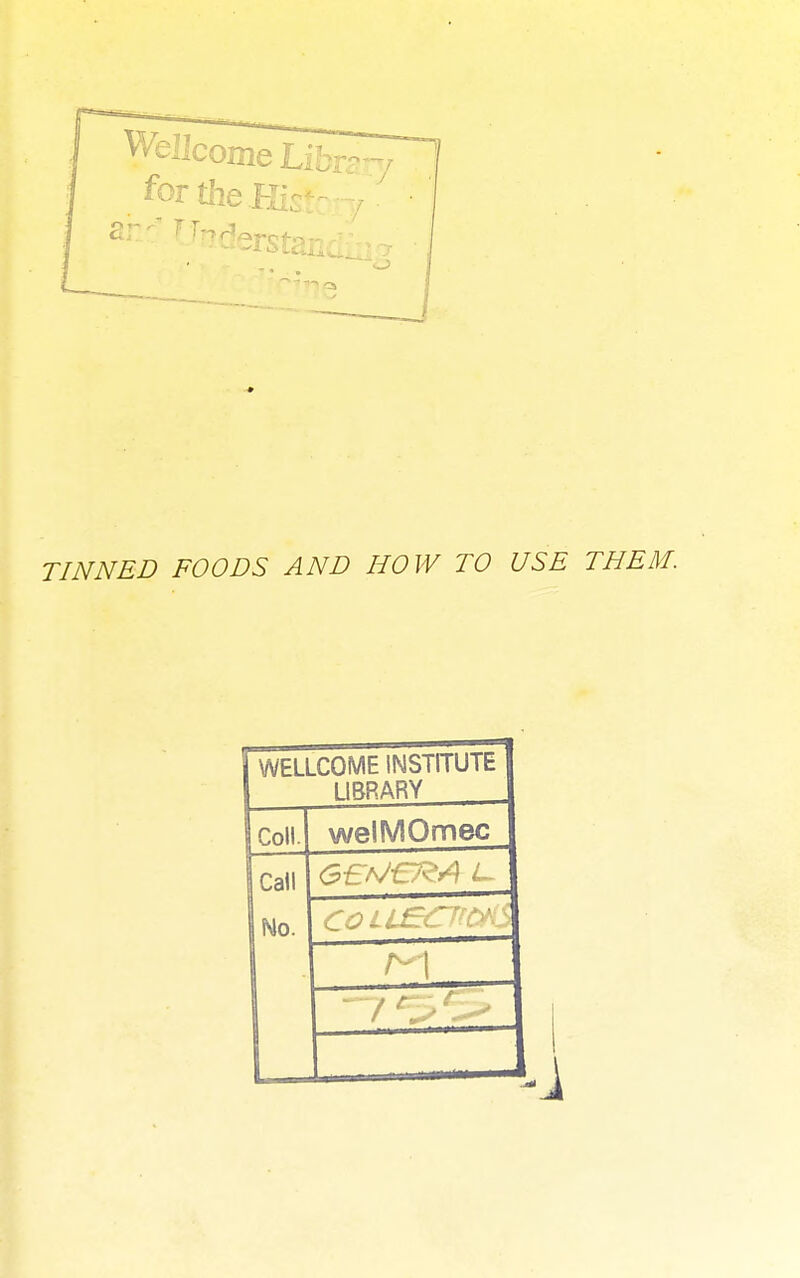 Wellcome Library
for the History
and Understanding
of Medicine
TINNED FOODS AND HOW TO USE THEM.
WELLCOME INSTITUTE
LIBRARY
Coll. welMOmec
Call GENERAL
No. COLLECTIONS
M
755